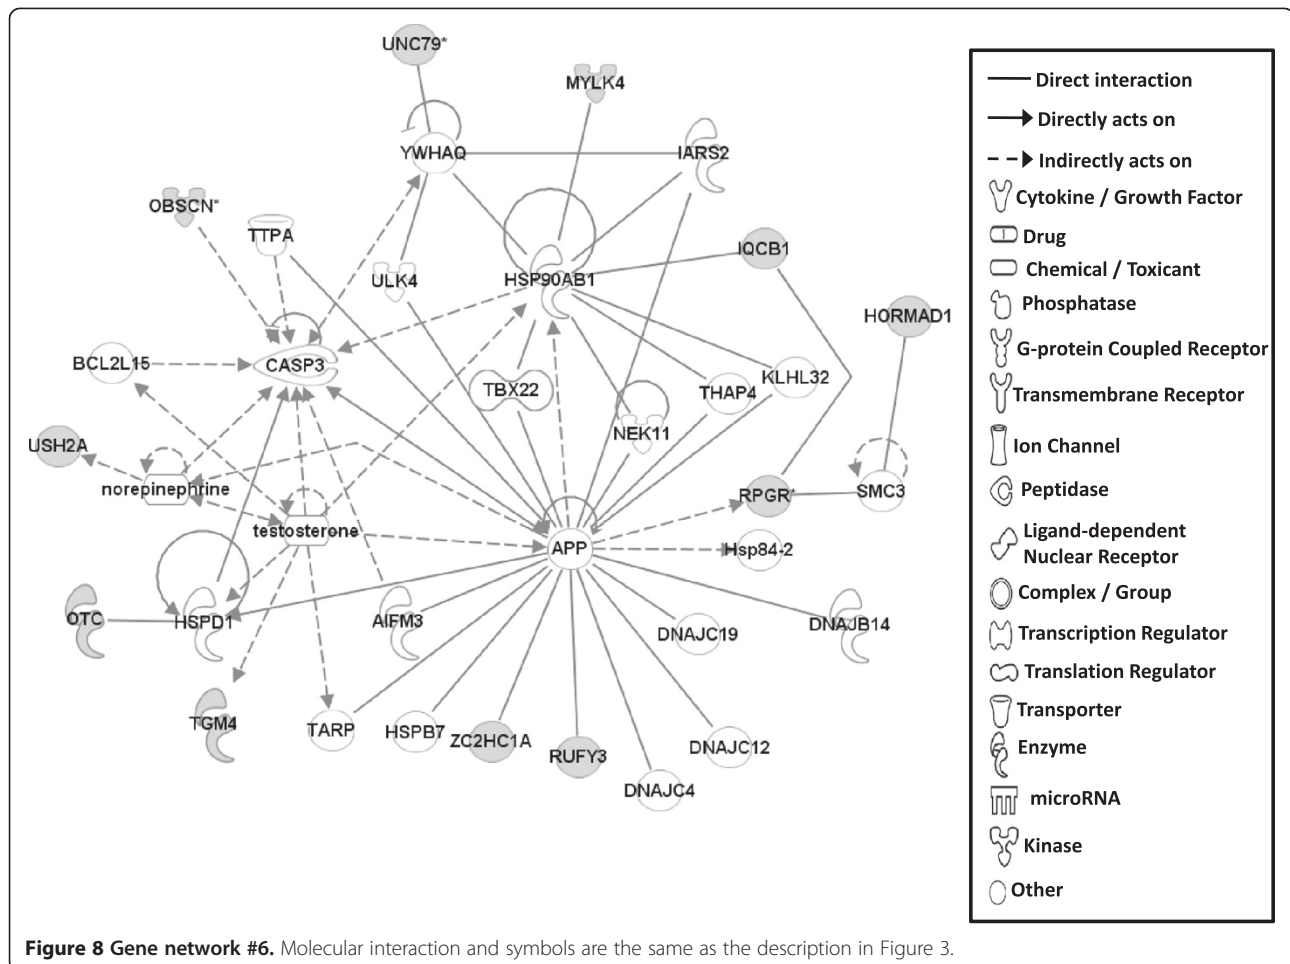 UNC79*
MYLK4
YWHAQ
IARS2
OBSCN*
TTPA
IQCB1
ULK4
HSP90AB1
HORMAD1
BCL2L15
CASP3
TBX22
THAP4
KLHL32
NEK11
USH2A
norepinephrine
RPGR*
SMC3
testosterone
APP
Hsp84-2
OTC
HSPD1
AIFM3
DNAJC19
DNAJB14
TGM4
TARP
HSPB7
ZC2HC1A
RUFY3
DNAJC12
DNAJC4
Direct interaction
Directly acts on
Indirectly acts on
Cytokine / Growth Factor
Drug
Chemical / Toxicant
Phosphatase
G-protein Coupled Receptor
Transmembrane Receptor
Ion Channel
Peptidase
Ligand-dependent
Nuclear Receptor
Complex / Group
Transcription Regulator
Translation Regulator
Transporter
Enzyme
microRNA
Kinase
Other
Figure 8 Gene network #6. Molecular interaction and symbols are the same as the description in Figure 3.